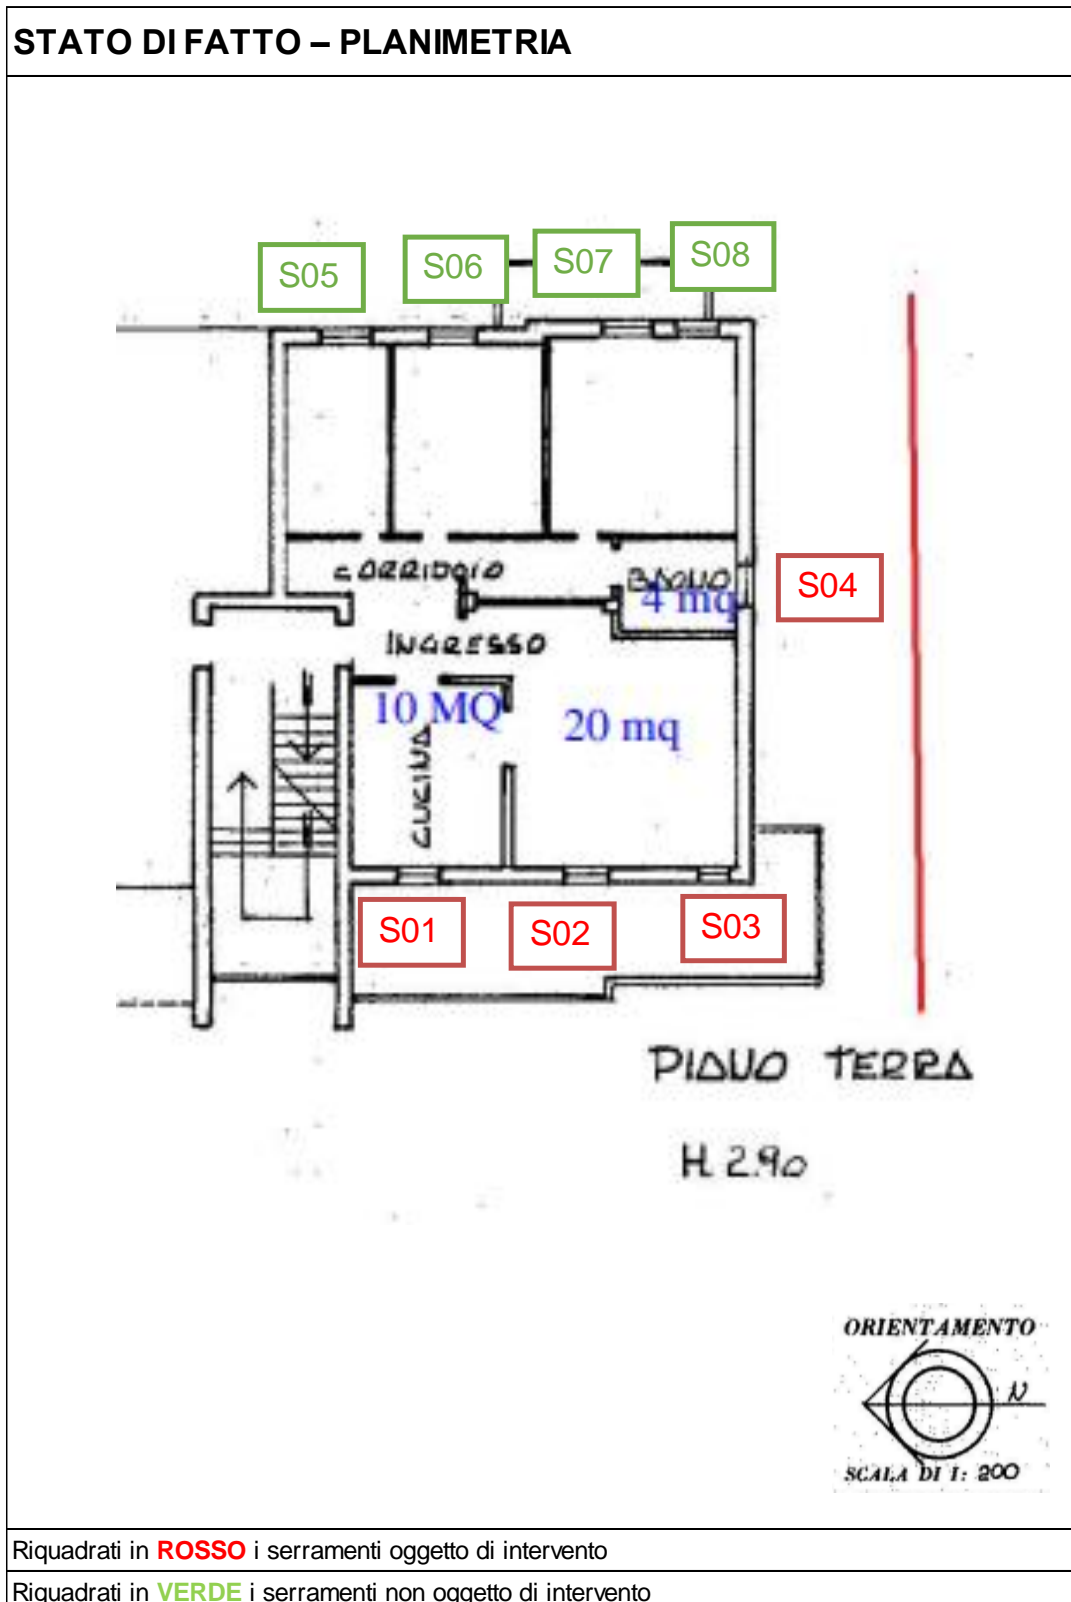 STATO DI FATTO – PLANIMETRIA
S05
S06
S07
S08
CORRIDOIO
BAGNO
4 mq
S04
INGRESSO
10 MQ
20 mq
CUCINA
S01
S02
S03
PIANO TERRA
H 2.90
ORIENTAMENTO
N
SCALA DI 1: 200
Riquadrati in ROSSO i serramenti oggetto di intervento
Riquadrati in VERDE i serramenti non oggetto di intervento